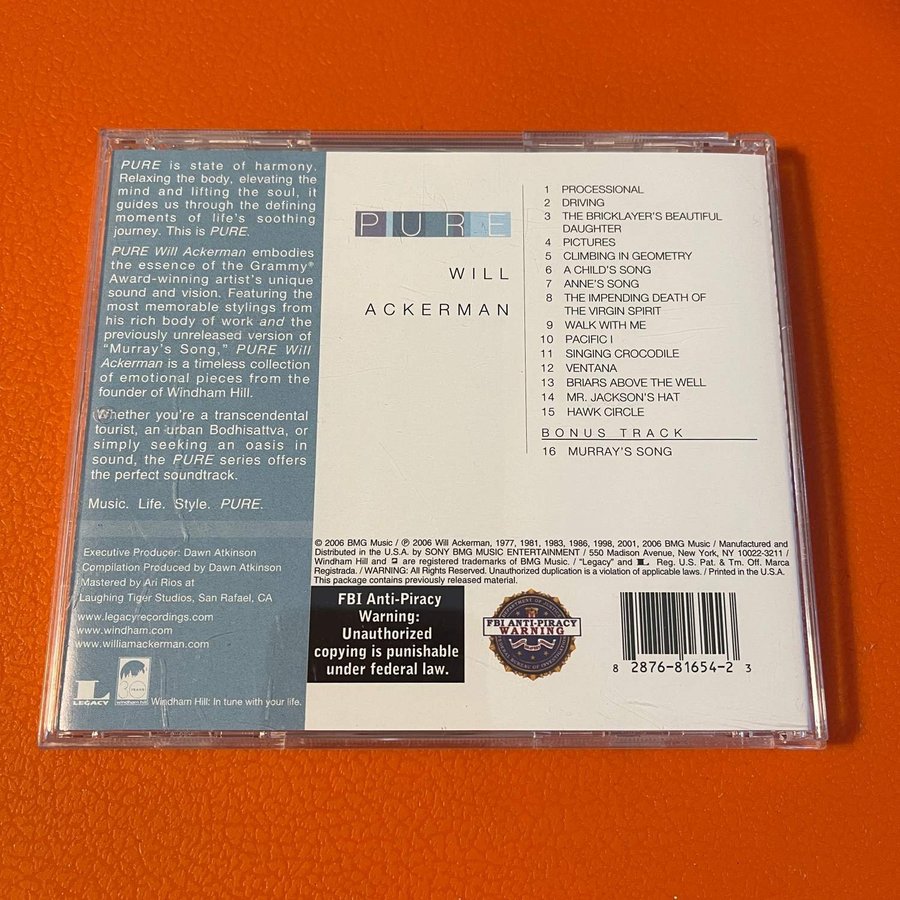 PURE is state of harmony.
Relaxing the body, elevating the
mind and lifting the soul, it
guides us through the defining
moments of life's soothing
journey. This is PURE.
PURE Will Ackerman embodies
the essence of the Grammy®
Award-winning artist's unique
sound and vision. Featuring the
most memorable stylings from
his rich body of work and the
previously unreleased version of
"Murray's Song," PURE Will
Ackerman is a timeless collection
of emotional pieces from the
founder of Windham Hill.
Whether you're a transcendental
tourist, an urban Bodhisattva, or
simply seeking an oasis in
sound, the PURE series offers
the perfect soundtrack.
Music. Life. Style. PURE.
Executive Producer: Dawn Atkinson
Compilation Produced by Dawn Atkinson
Mastered by Ari Rios at
Laughing Tiger Studios, San Rafael, CA
www.legacyrecordings.com
www.windham.com
www.williamackerman.com
L
LEGACY
30 YEARS
windham hill
Windham Hill: In tune with your life.
PURE
WILL
ACKERMAN
1 PROCESSIONAL
2 DRIVING
3 THE BRICKLAYER'S BEAUTIFUL
DAUGHTER
4 PICTURES
5 CLIMBING IN GEOMETRY
6 A CHILD'S SONG
7 ANNE'S SONG
8 THE IMPENDING DEATH OF
THE VIRGIN SPIRIT
9 WALK WITH ME
10 PACIFIC I
11 SINGING CROCODILE
12 VENTANA
13 BRIARS ABOVE THE WELL
14 MR. JACKSON'S HAT
15 HAWK CIRCLE
BONUS TRACK
16 MURRAY'S SONG
© 2006 BMG Music / ℗ 2006 Will Ackerman, 1977, 1981, 1983, 1986, 1998, 2001, 2006 BMG Music / Manufactured and
Distributed in the U.S.A. by SONY BMG MUSIC ENTERTAINMENT / 550 Madison Avenue, New York, NY 10022-3211 /
Windham Hill and are registered trademarks of BMG Music. / "Legacy" and L Reg. U.S. Pat. & Tm. Off. Marca
Registrada / WARNING: All Rights Reserved. Unauthorized duplication is a violation of applicable laws. / Printed in the U.S.A.
This package contains previously released material.
FBI Anti-Piracy
Warning:
Unauthorized
copying is punishable
under federal law.
DEPARTMENT OF JUSTICE
FBI ANTI-PIRACY
WARNING
FEDERAL BUREAU OF INVESTIGATION
8 2876-81654-2 3